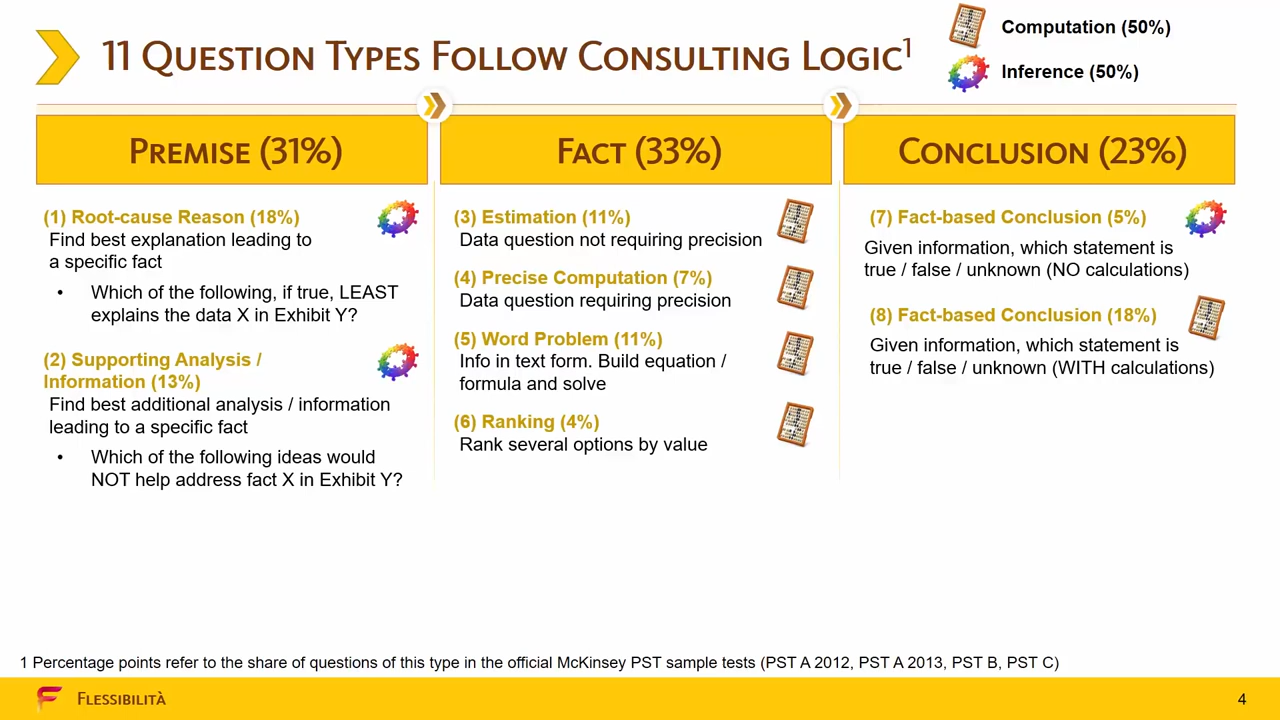 11 Question Types Follow Consulting Logic1
Computation (50%)
Inference (50%)
Premise (31%)
(1) Root-cause Reason (18%)
Find best explanation leading to
a specific fact
• Which of the following, if true, LEAST
explains the data X in Exhibit Y?
(2) Supporting Analysis /
Information (13%)
Find best additional analysis / information
leading to a specific fact
• Which of the following ideas would
NOT help address fact X in Exhibit Y?
Fact (33%)
(3) Estimation (11%)
Data question not requiring precision
(4) Precise Computation (7%)
Data question requiring precision
(5) Word Problem (11%)
Info in text form. Build equation /
formula and solve
(6) Ranking (4%)
Rank several options by value
Conclusion (23%)
(7) Fact-based Conclusion (5%)
Given information, which statement is
true / false / unknown (NO calculations)
(8) Fact-based Conclusion (18%)
Given information, which statement is
true / false / unknown (WITH calculations)
1 Percentage points refer to the share of questions of this type in the official McKinsey PST sample tests (PST A 2012, PST A 2013, PST B, PST C)
Flessibilità
4